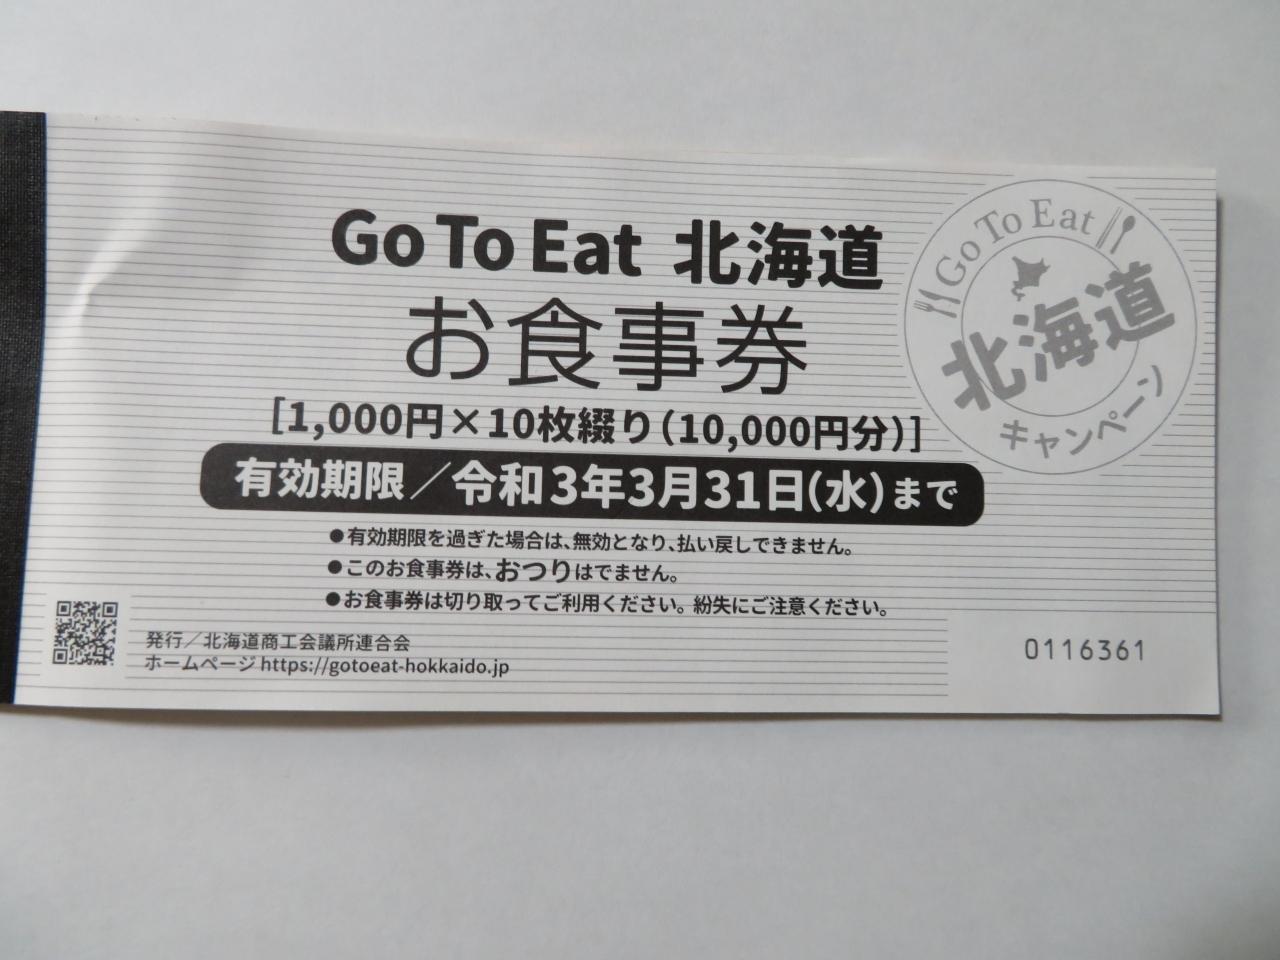 Go To Eat 北海道
お食事券
[1,000円×10枚綴り(10,000円分)]
有効期限／令和3年3月31日(水)まで
●有効期限を過ぎた場合は、無効となり、払い戻しできません。
●このお食事券は、おつりはでません。
●お食事券は切り取ってご利用ください。紛失にご注意ください。
発行／北海道商工会議所連合会
ホームページ https://gotoeat-hokkaido.jp
0116361
Go To Eat
北海道
キャンペーン